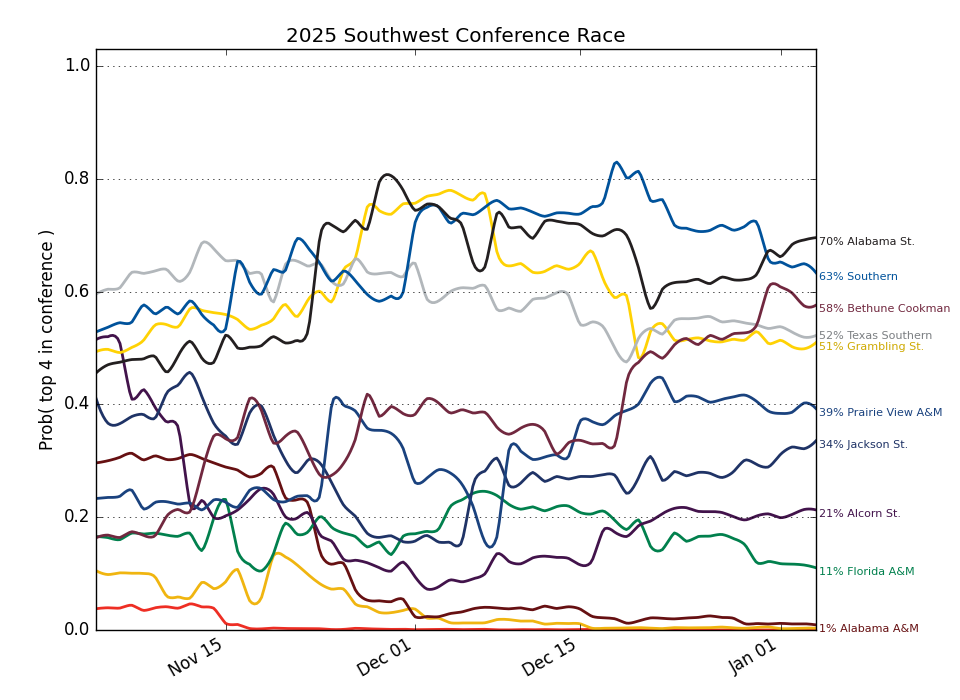 2025 Southwest Conference Race
Prob( top 4 in conference )
1.0
0.8
0.6
0.4
0.2
0.0
Nov 15
Dec 01
Dec 15
Jan 01
70% Alabama St.
63% Southern
58% Bethune Cookman
52% Texas Southern
51% Grambling St.
39% Prairie View A&M
34% Jackson St.
21% Alcorn St.
11% Florida A&M
1% Alabama A&M